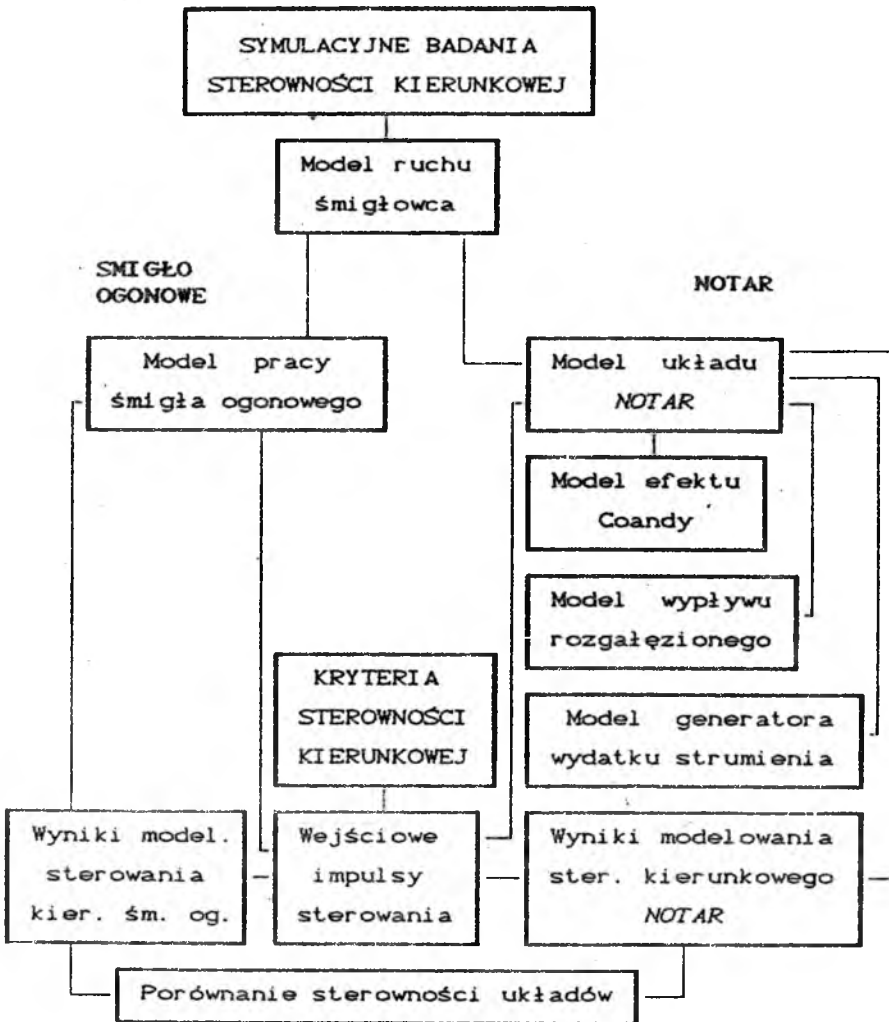 SYMULACYJNE BADANIA
STEROWNOŚCI KIERUNKOWEJ
Model ruchu
śmigłowca
SMIGŁO
OGONOWE
NOTAR
Model pracy
śmigła ogonowego
Model układu
NOTAR
Model efektu
Coandy
Model wypływu
rozgałęzionego
KRYTERIA
STEROWNOŚCI
KIERUNKOWEJ
Model generatora
wydatku strumienia
Wyniki model.
sterowania
kier. śm. og.
Wejściowe
impulsy
sterowania
Wyniki modelowania
ster. kierunkowego
NOTAR
Porównanie sterowności układów